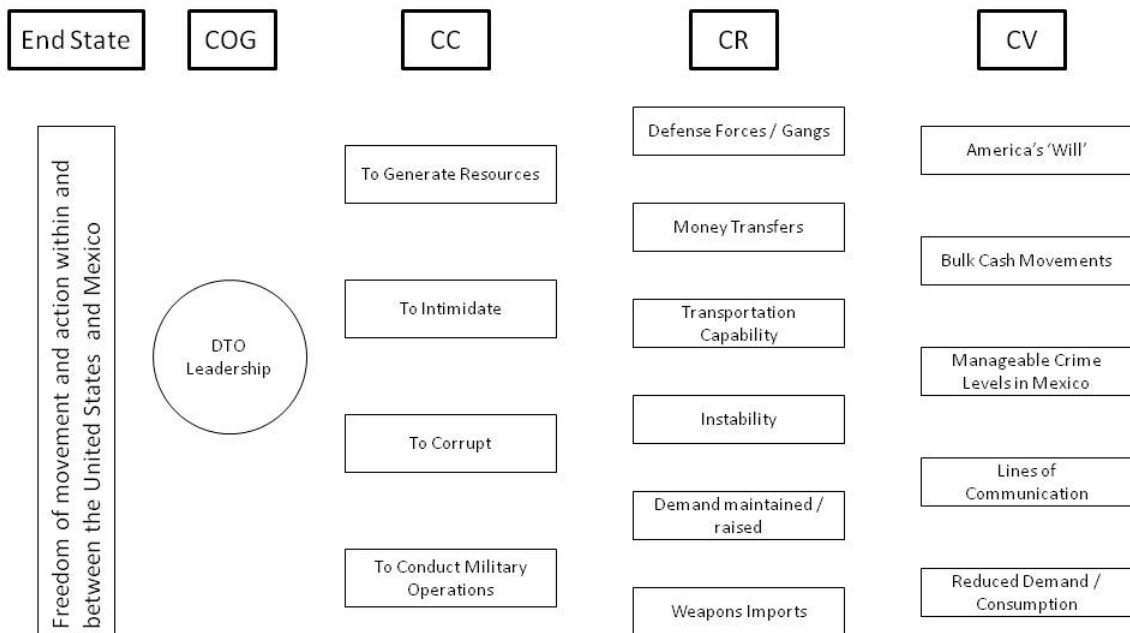 End State
COG
CC
CR
CV
Freedom of movement and action within and
between the United States and Mexico
DTO
Leadership
To Generate Resources
To Intimidate
To Corrupt
To Conduct Military
Operations
Defense Forces / Gangs
Money Transfers
Transportation
Capability
Instability
Demand maintained /
raised
Weapons Imports
America's 'Will'
Bulk Cash Movements
Manageable Crime
Levels in Mexico
Lines of
Communication
Reduced Demand /
Consumption